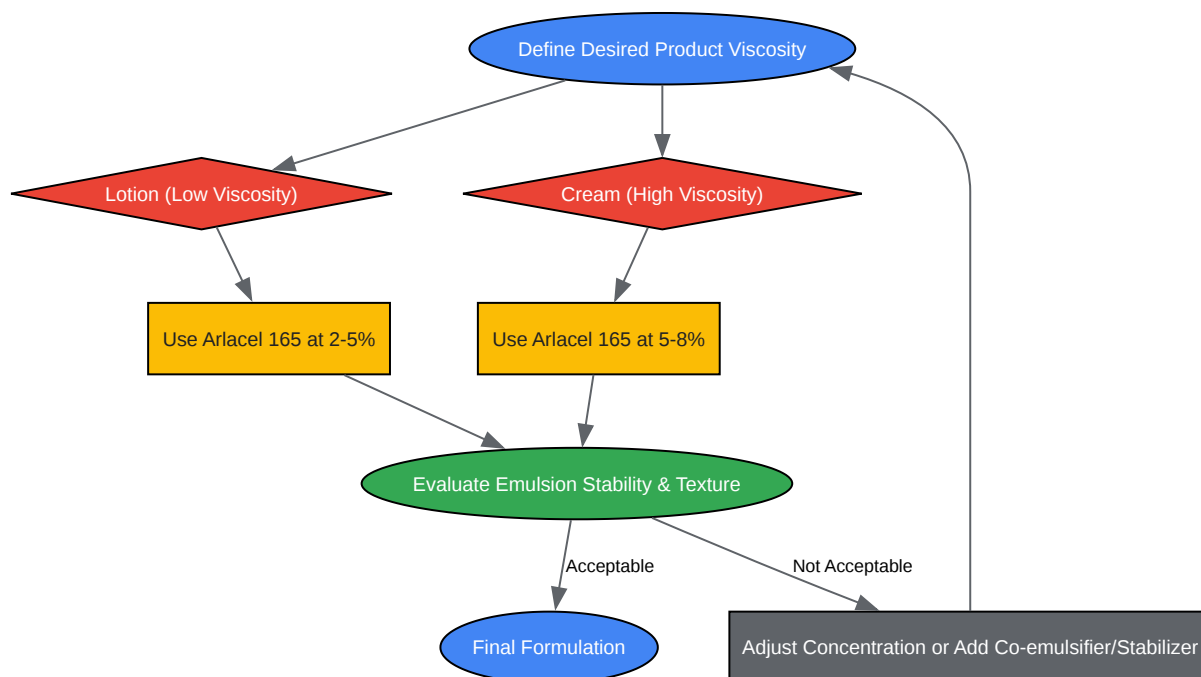 Define Desired Product Viscosity
Lotion (Low Viscosity)
Cream (High Viscosity)
Use Arlacel 165 at 2-5%
Use Arlacel 165 at 5-8%
Evaluate Emulsion Stability & Texture
Acceptable
Not Acceptable
Final Formulation
Adjust Concentration or Add Co-emulsifier/Stabilizer